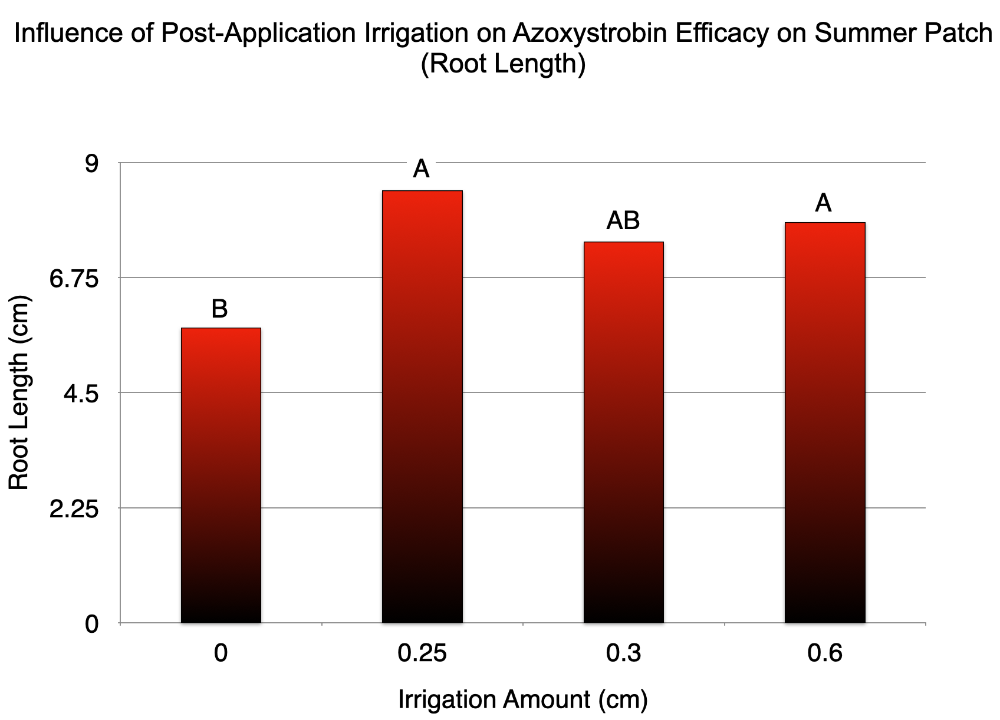 Influence of Post-Application Irrigation on Azoxystrobin Efficacy on Summer Patch
(Root Length)
9
6.75
4.5
2.25
0
Root Length (cm)
B
A
AB
A
0
0.25
0.3
0.6
Irrigation Amount (cm)